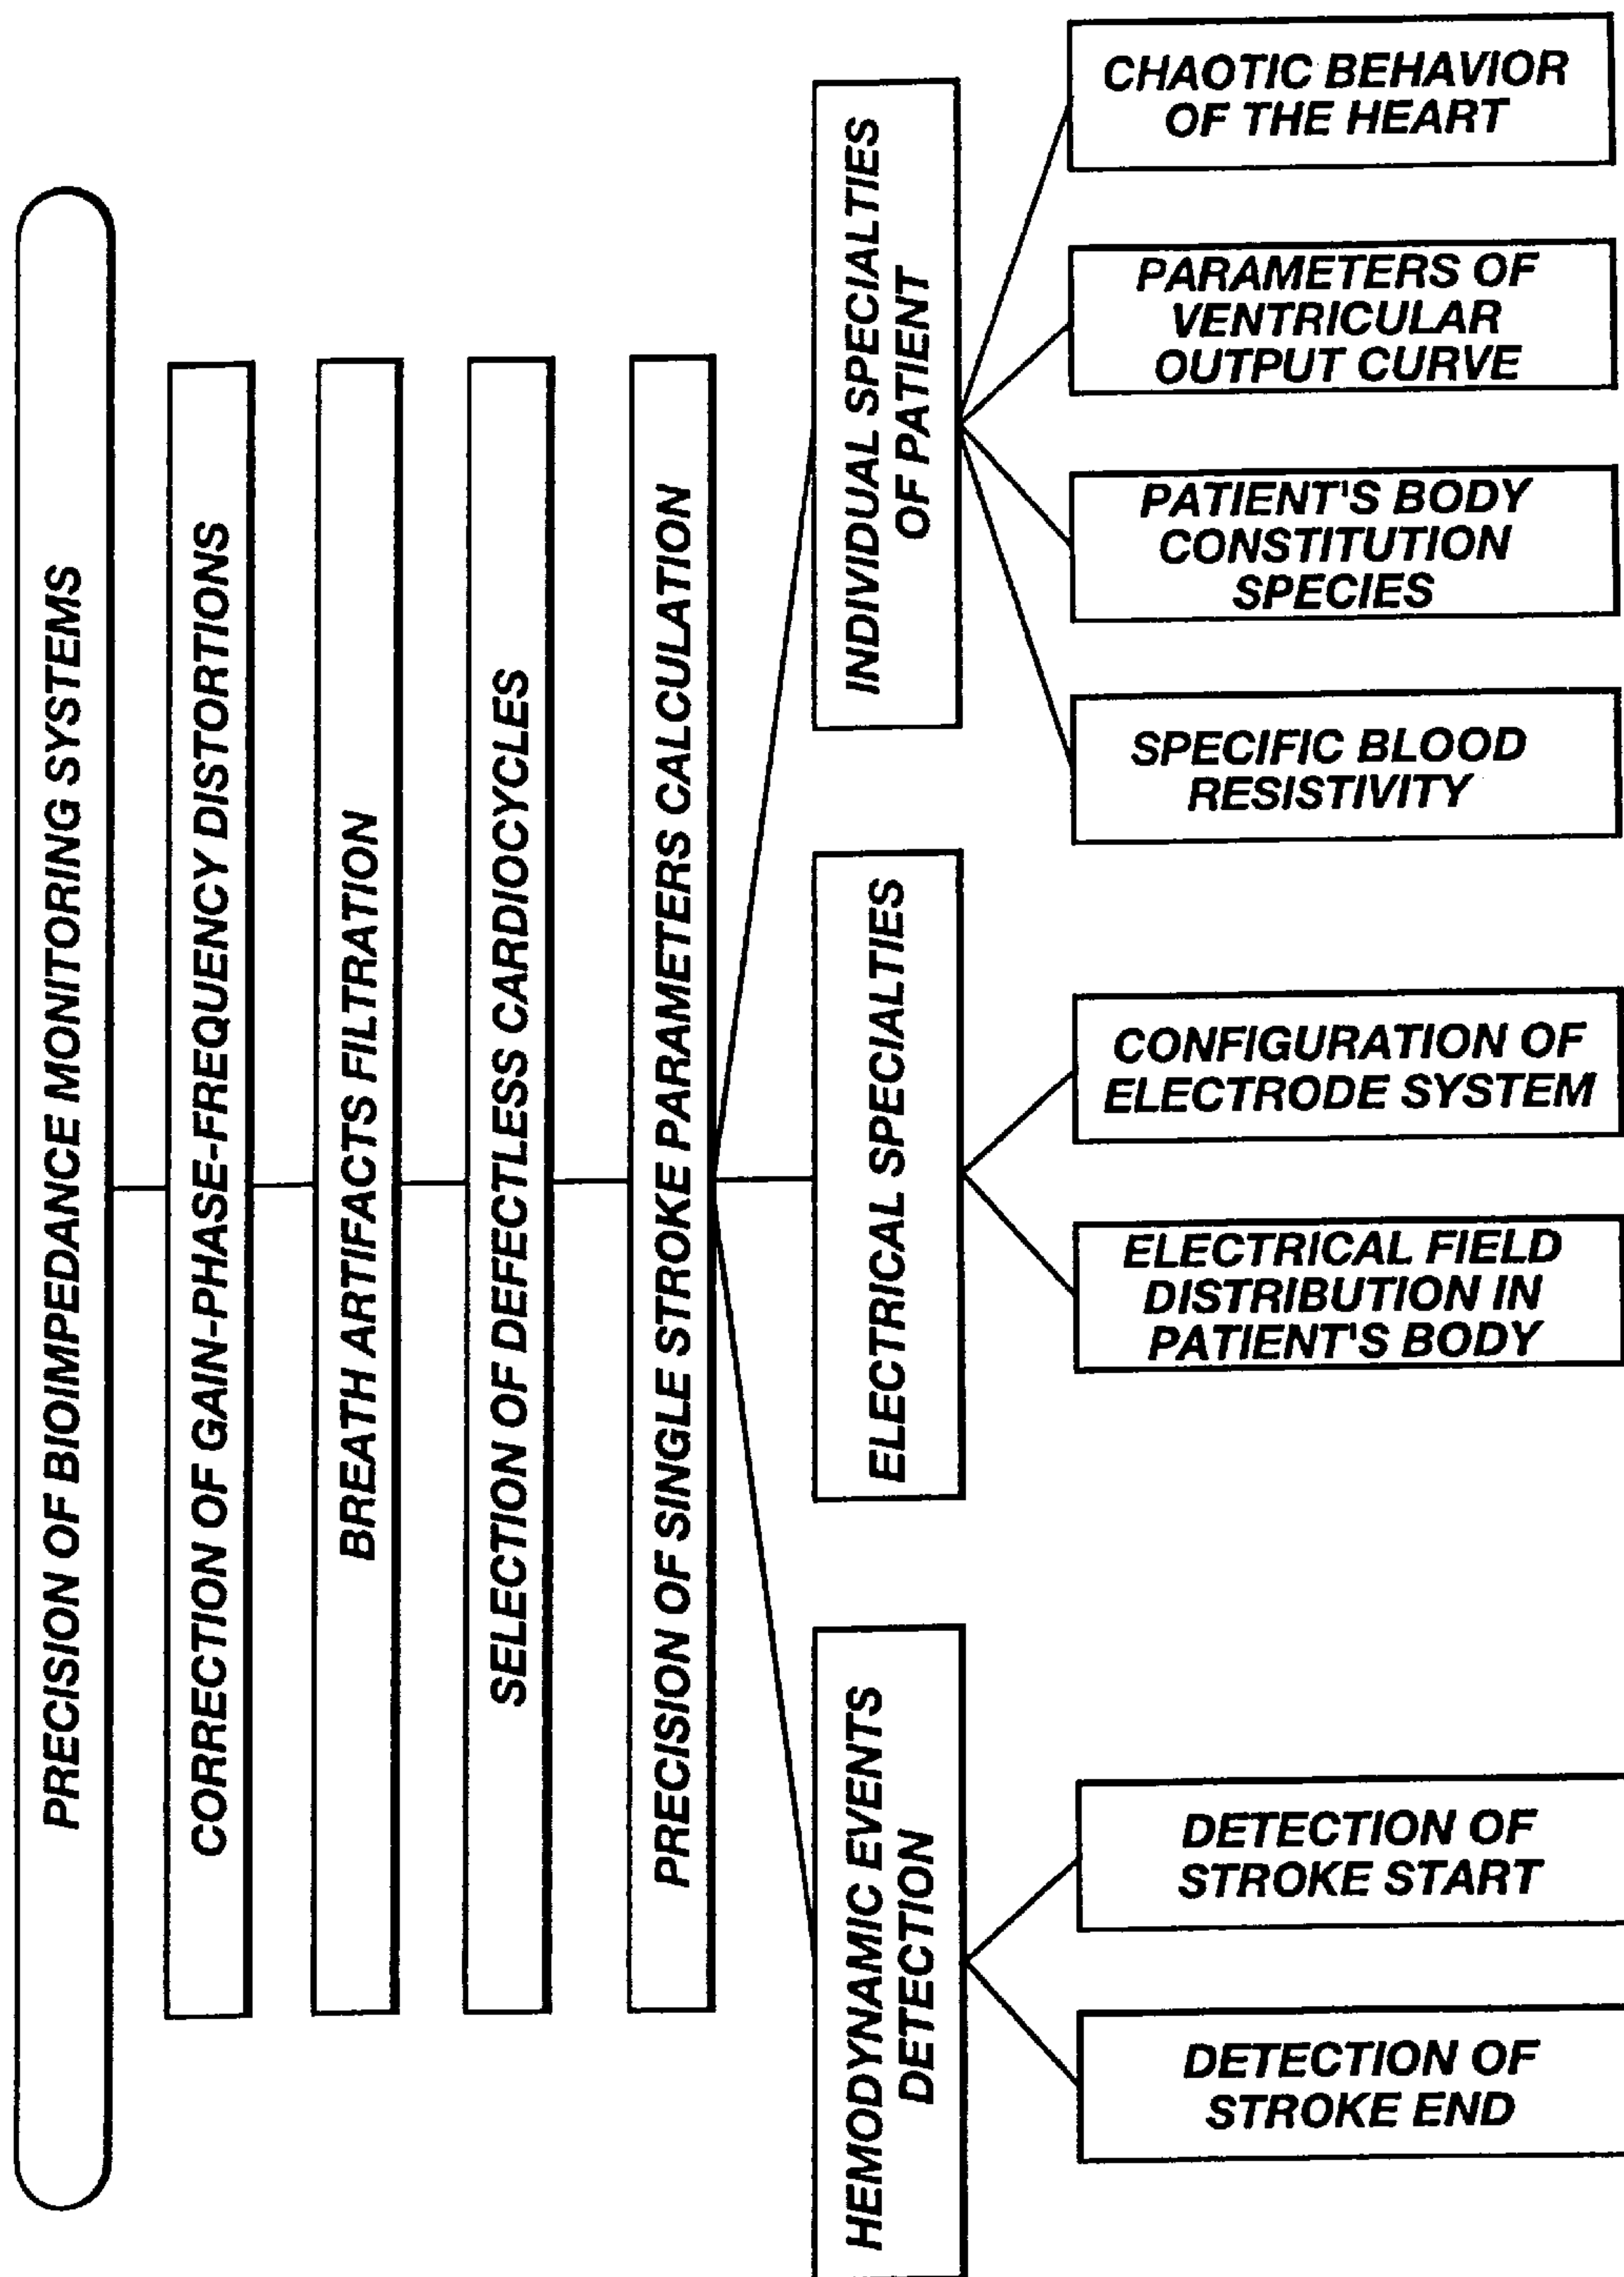 PRECISION OF BIOIMPEDANCE MONITORING SYSTEMS
CORRECTION OF GAIN-PHASE-FREQUENCY DISTORTIONS
BREATH ARTIFACTS FILTRATION
SELECTION OF DEFECTLESS CARDIOCYCLES
PRECISION OF SINGLE STROKE PARAMETERS CALCULATION
HEMODYNAMIC EVENTS
DETECTION
ELECTRICAL SPECIALTIES
INDIVIDUAL SPECIALTIES
OF PATIENT
DETECTION OF
STROKE END
DETECTION OF
STROKE START
ELECTRICAL FIELD
DISTRIBUTION IN
PATIENT'S BODY
CONFIGURATION OF
ELECTRODE SYSTEM
SPECIFIC BLOOD
RESISTIVITY
PATIENT'S BODY
CONSTITUTION
SPECIES
PARAMETERS OF
VENTRICULAR
OUTPUT CURVE
CHAOTIC BEHAVIOR
OF THE HEART